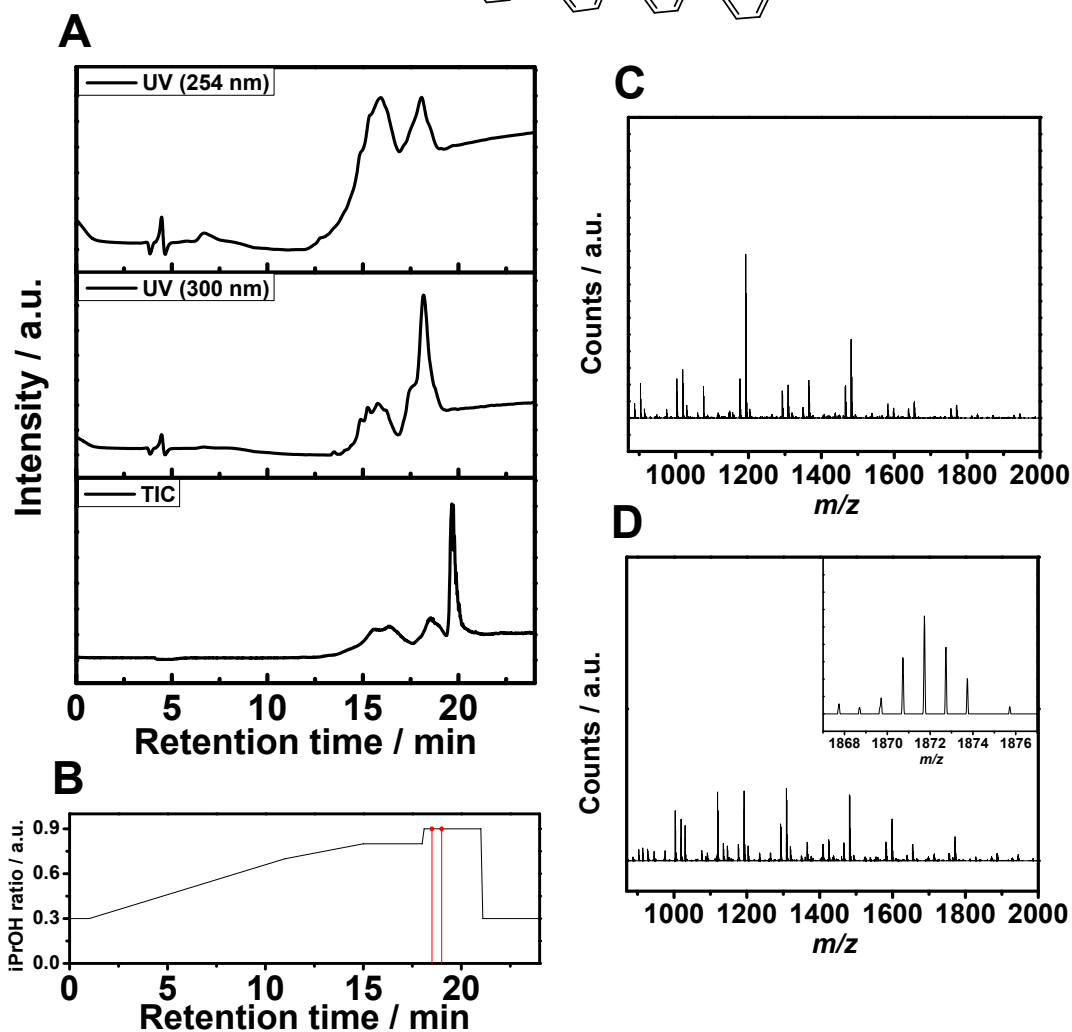 A
UV (254 nm)
UV (300 nm)
TIC
Intensity / a.u.
0 5 10 15 20
Retention time / min
B
iPrOH ratio / a.u.
0.9
0.6
0.3
0.0
0 5 10 15 20
Retention time / min
C
Counts / a.u.
1000 1200 1400 1600 1800 2000
m/z
D
Counts / a.u.
1868 1870 1872 1874 1876
m/z
1000 1200 1400 1600 1800 2000
m/z